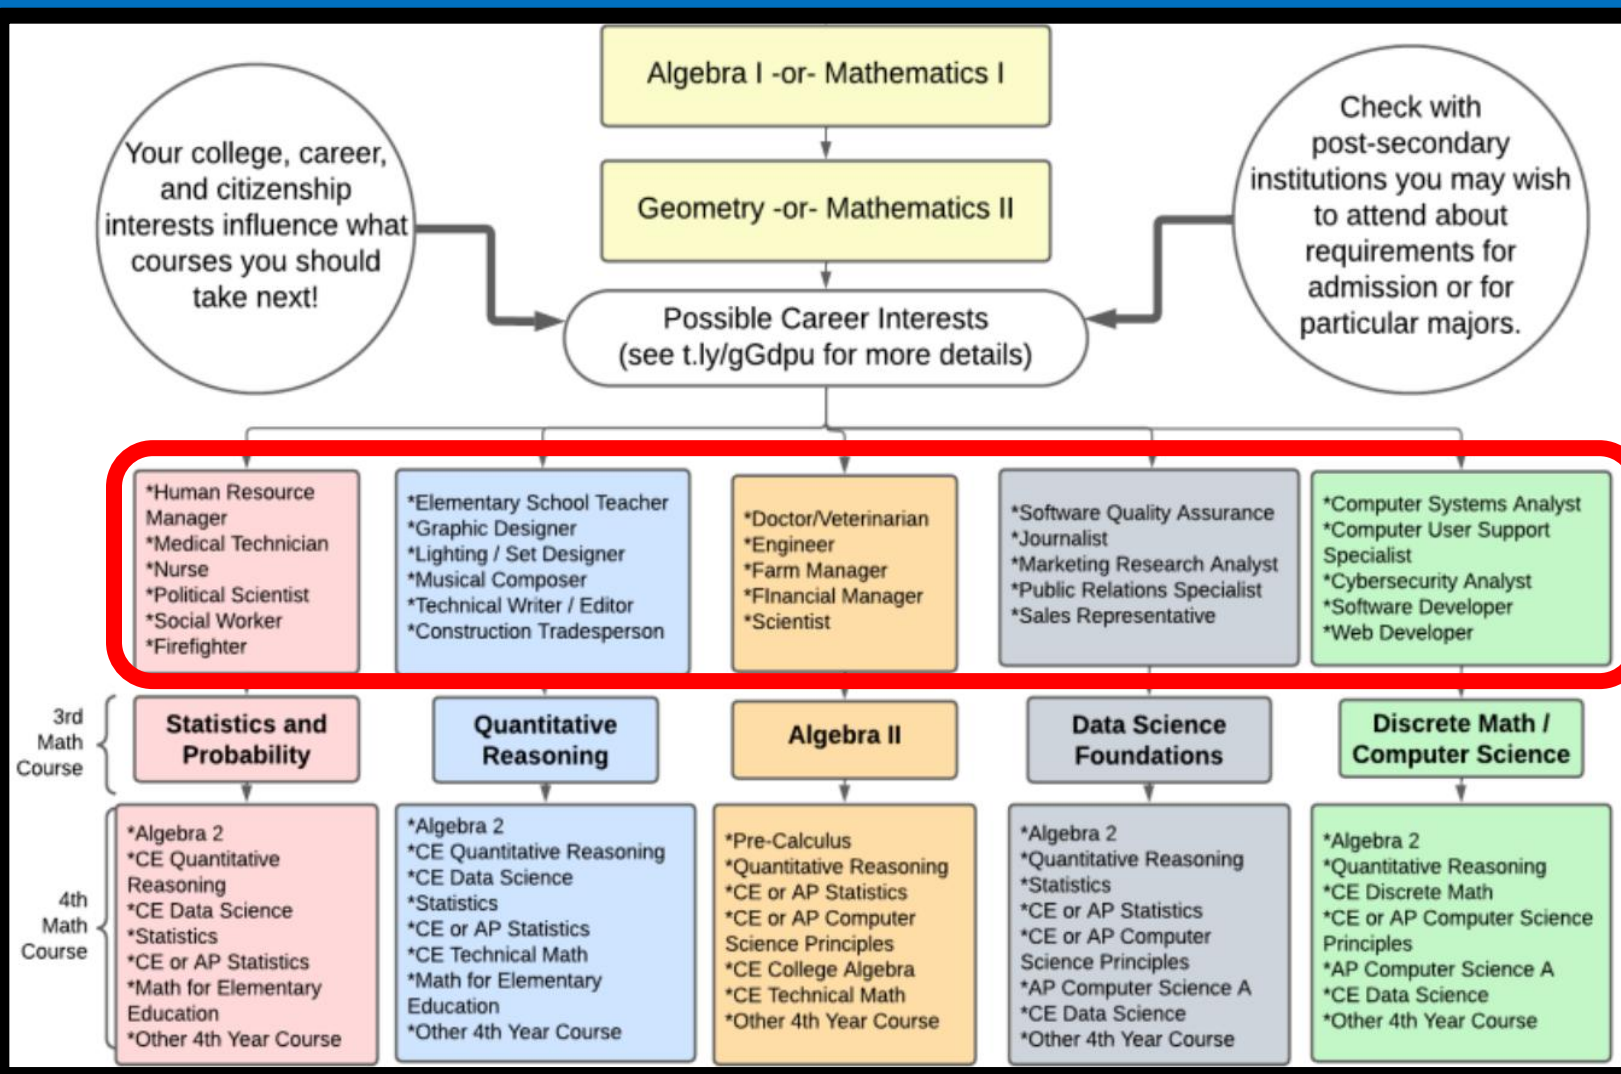 Algebra I -or- Mathematics I
Your college, career,
and citizenship
interests influence what
courses you should
take next!
Geometry -or- Mathematics II
Check with
post-secondary
institutions you may wish
to attend about
requirements for
admission or for
particular majors.
Possible Career Interests
(see t.ly/gGdpu for more details)
*Human Resource
Manager
*Medical Technician
*Nurse
*Political Scientist
*Social Worker
*Firefighter
*Elementary School Teacher
*Graphic Designer
*Lighting / Set Designer
*Musical Composer
*Technical Writer / Editor
*Construction Tradesperson
*Doctor/Veterinarian
*Engineer
*Farm Manager
*FInancial Manager
*Scientist
*Software Quality Assurance
*Journalist
*Marketing Research Analyst
*Public Relations Specialist
*Sales Representative
*Computer Systems Analyst
*Computer User Support
Specialist
*Cybersecurity Analyst
*Software Developer
*Web Developer
3rd
Math
Course
Statistics and
Probability
Quantitative
Reasoning
Algebra II
Data Science
Foundations
Discrete Math /
Computer Science
4th
Math
Course
*Algebra 2
*CE Quantitative
Reasoning
*CE Data Science
*Statistics
*CE or AP Statistics
*Math for Elementary
Education
*Other 4th Year Course
*Algebra 2
*CE Quantitative Reasoning
*CE Data Science
*Statistics
*CE or AP Statistics
*CE Technical Math
*Math for Elementary
Education
*Other 4th Year Course
*Pre-Calculus
*Quantitative Reasoning
*CE or AP Statistics
*CE or AP Computer
Science Principles
*CE College Algebra
*CE Technical Math
*Other 4th Year Course
*Algebra 2
*Quantitative Reasoning
*Statistics
*CE or AP Statistics
*CE or AP Computer
Science Principles
*AP Computer Science A
*CE Data Science
*Other 4th Year Course
*Algebra 2
*Quantitative Reasoning
*CE Discrete Math
*CE or AP Computer Science
Principles
*AP Computer Science A
*CE Data Science
*Other 4th Year Course